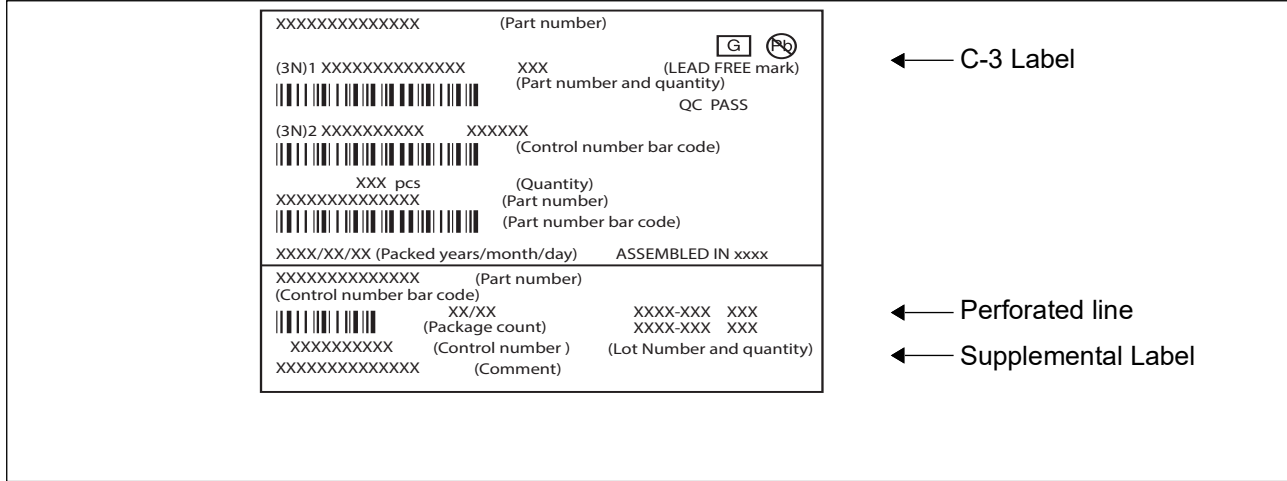 XXXXXXXXXXXXXX (Part number)
G Pb
C-3 Label
(3N)1 XXXXXXXXXXXXXX XXX (LEAD FREE mark)
(Part number and quantity)
QC PASS
(3N)2 XXXXXXXXXX XXXXXX
(Control number bar code)
XXX pcs (Quantity)
XXXXXXXXXXXXXX (Part number)
(Part number bar code)
XXXX/XX/XX (Packed years/month/day) ASSEMBLED IN xxxx
XXXXXXXXXXXXXX (Part number)
(Control number bar code)
XX/XX XXXX-XXX XXX
Perforated line
(Package count) XXXX-XXX XXX
XXXXXXXXXX (Control number ) (Lot Number and quantity)
Supplemental Label
XXXXXXXXXXXXXX (Comment)